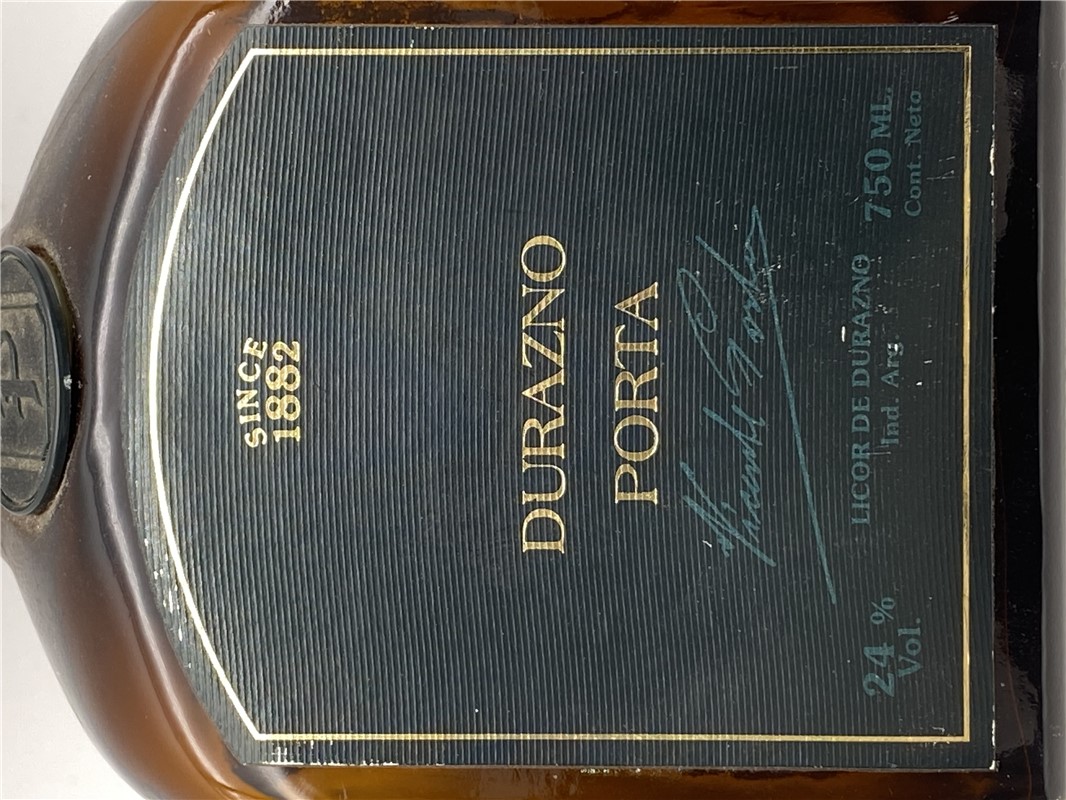 SINCE
1882
DURAZNO
PORTA
24 %
Vol.
LICOR DE DURAZNO
Ind. Arg.
750 ML.
Cont. Neto